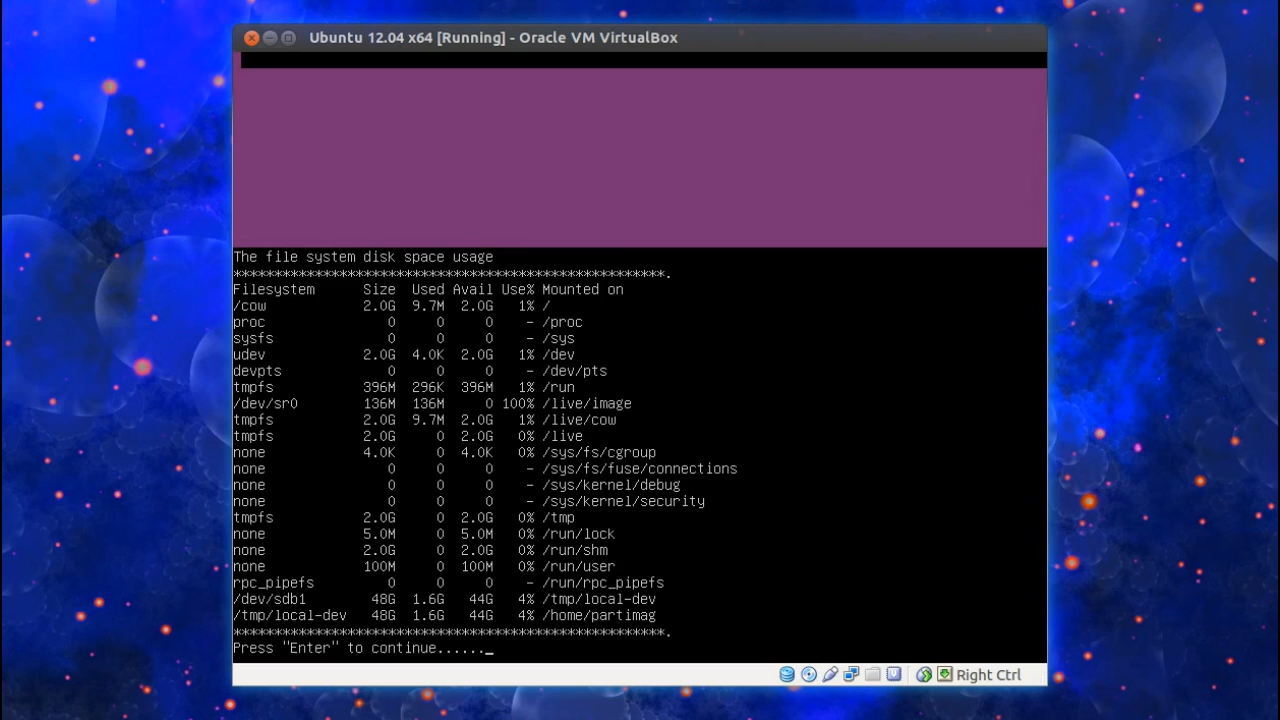 Ubuntu 12.04 x64 [Running] - Oracle VM VirtualBox
The file system disk space usage
*****************************************************.
Filesystem      Size  Used Avail Use% Mounted on
/cow            2.0G  9.7M  2.0G   1% /
proc               0     0     0    - /proc
sysfs              0     0     0    - /sys
udev            2.0G  4.0K  2.0G   1% /dev
devpts             0     0     0    - /dev/pts
tmpfs           396M  296K  396M   1% /run
/dev/sr0        136M  136M     0 100% /live/image
tmpfs           2.0G  9.7M  2.0G   1% /live/cow
tmpfs           2.0G     0  2.0G   0% /live
none            4.0K     0  4.0K   0% /sys/fs/cgroup
none               0     0     0    - /sys/fs/fuse/connections
none               0     0     0    - /sys/kernel/debug
none               0     0     0    - /sys/kernel/security
tmpfs           2.0G     0  2.0G   0% /tmp
none            5.0M     0  5.0M   0% /run/lock
none            2.0G     0  2.0G   0% /run/shm
none            100M     0  100M   0% /run/user
rpc_pipefs         0     0     0    - /run/rpc_pipefs
/dev/sdb1        48G  1.6G   44G   4% /tmp/local-dev
/tmp/local-dev   48G  1.6G   44G   4% /home/partimag
*****************************************************.
Press "Enter" to continue......_
Right Ctrl